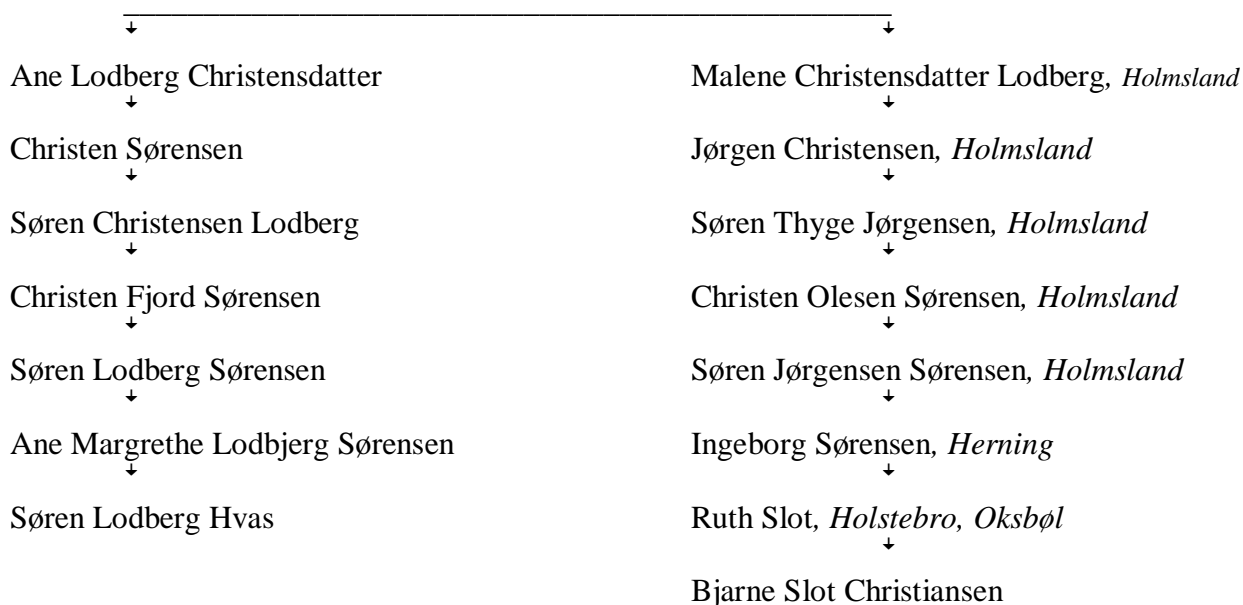 Ane Lodberg Christensdatter
Malene Christensdatter Lodberg, Holmsland
Christen Sørensen
Jørgen Christensen, Holmsland
Søren Christensen Lodberg
Søren Thyge Jørgensen, Holmsland
Christen Fjord Sørensen
Christen Olesen Sørensen, Holmsland
Søren Lodberg Sørensen
Søren Jørgensen Sørensen, Holmsland
Ane Margrethe Lodbjerg Sørensen
Ingeborg Sørensen, Herning
Søren Lodberg Hvas
Ruth Slot, Holstebro, Oksbøl
Bjarne Slot Christiansen